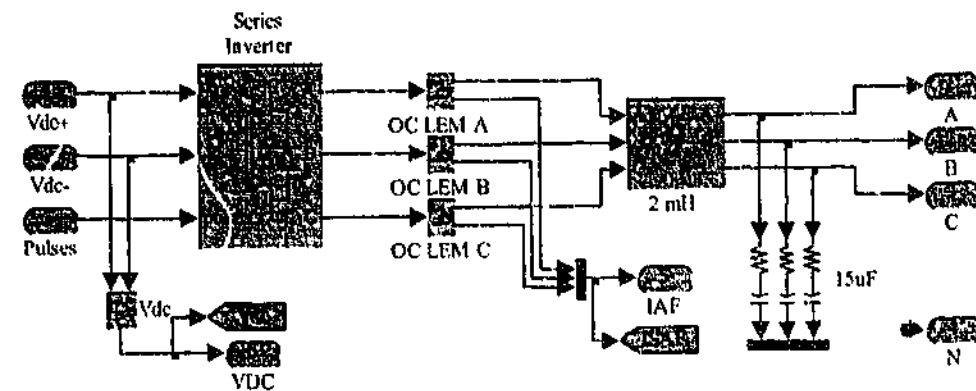 Series
Inverter
Vdc+
Vdc-
Pulses
OC LEM A
OC LEM B
OC LEM C
2 mH
A
B
C
15uF
Vdc
VDC
IAF
N